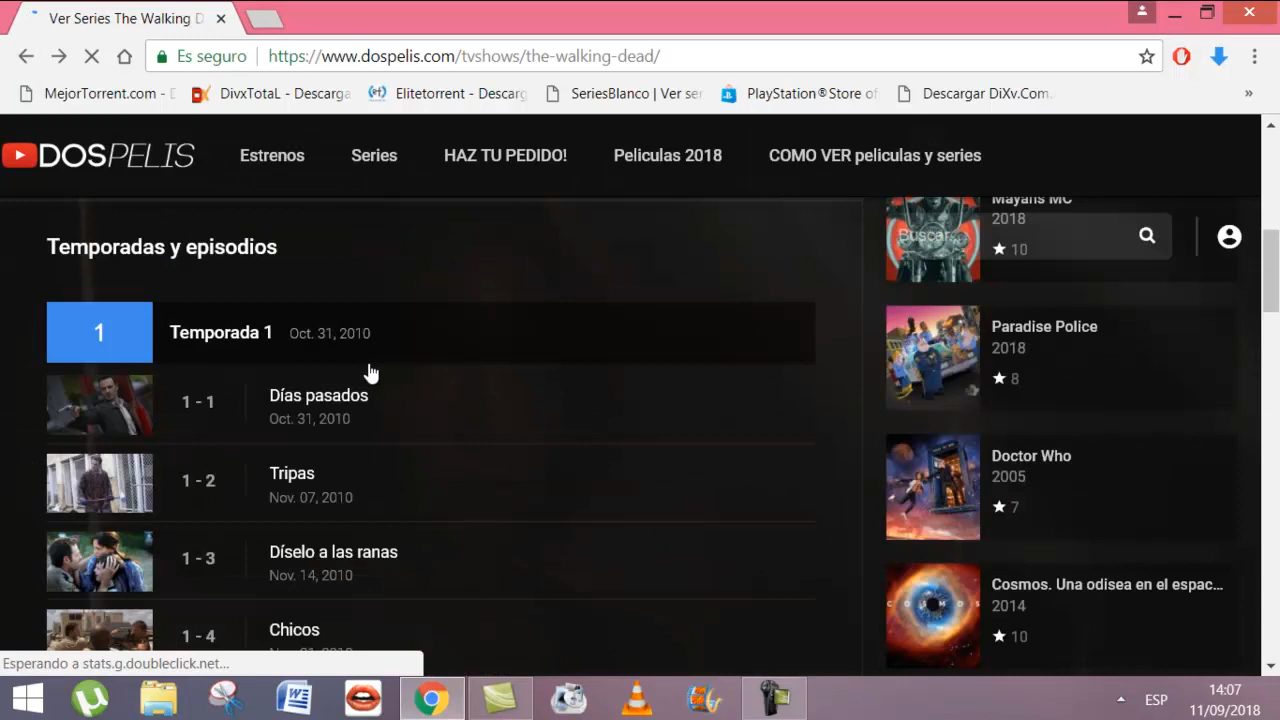 Ver Series The Walking D
Es seguro
https://www.dospelis.com/tvshows/the-walking-dead/
MejorTorrent.com - D
DivxTotaL - Descarga
Elitetorrent - Descarg
SeriesBlanco | Ver ser
PlayStation®Store of
Descargar DiXv.Com.
»
DOSPELIS
Estrenos
Series
HAZ TU PEDIDO!
Peliculas 2018
COMO VER peliculas y series
Temporadas y episodios
1
Temporada 1
Oct. 31, 2010
1 - 1
Días pasados
Oct. 31, 2010
1 - 2
Tripas
Nov. 07, 2010
1 - 3
Díselo a las ranas
Nov. 14, 2010
1 - 4
Chicos
Mayans MC
2018
10
Buscar...
Paradise Police
2018
8
Doctor Who
2005
7
Cosmos. Una odisea en el espac...
2014
10
COSMOS
Esperando a stats.g.doubleclick.net...
ESP
14:07
11/09/2018